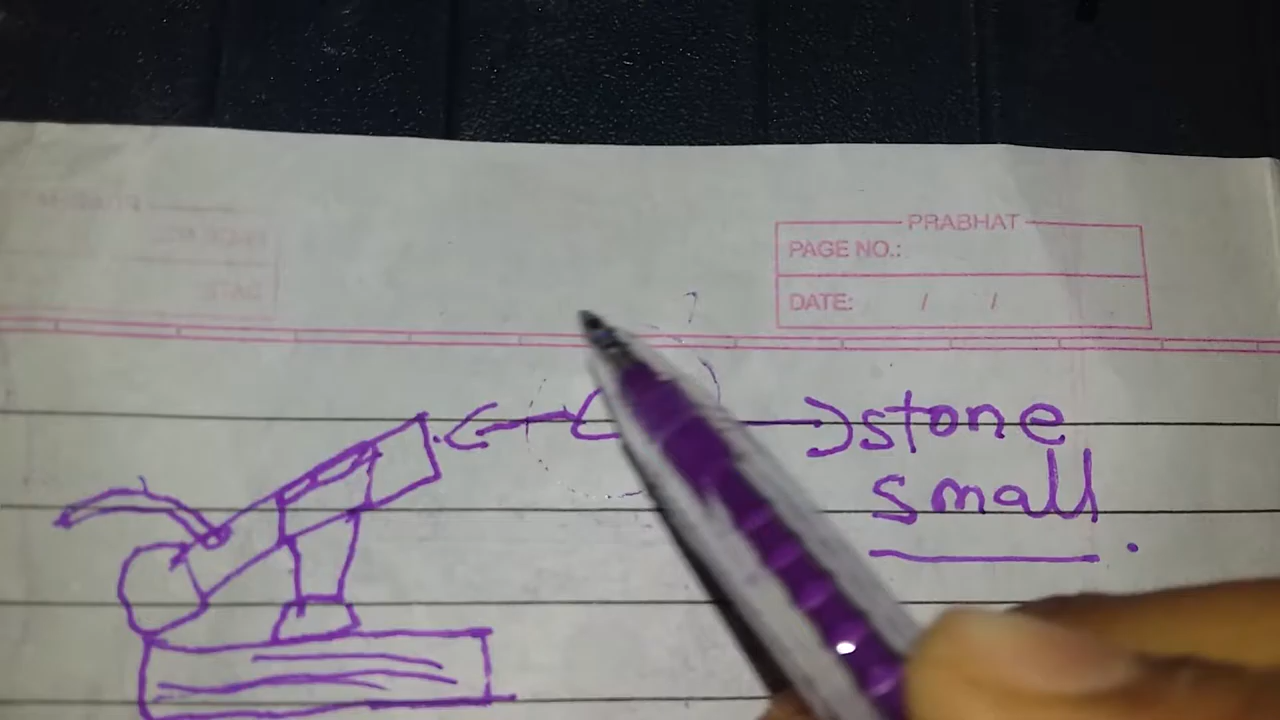 PRABHAT
PAGE NO.:
DATE: / /
stone
small.